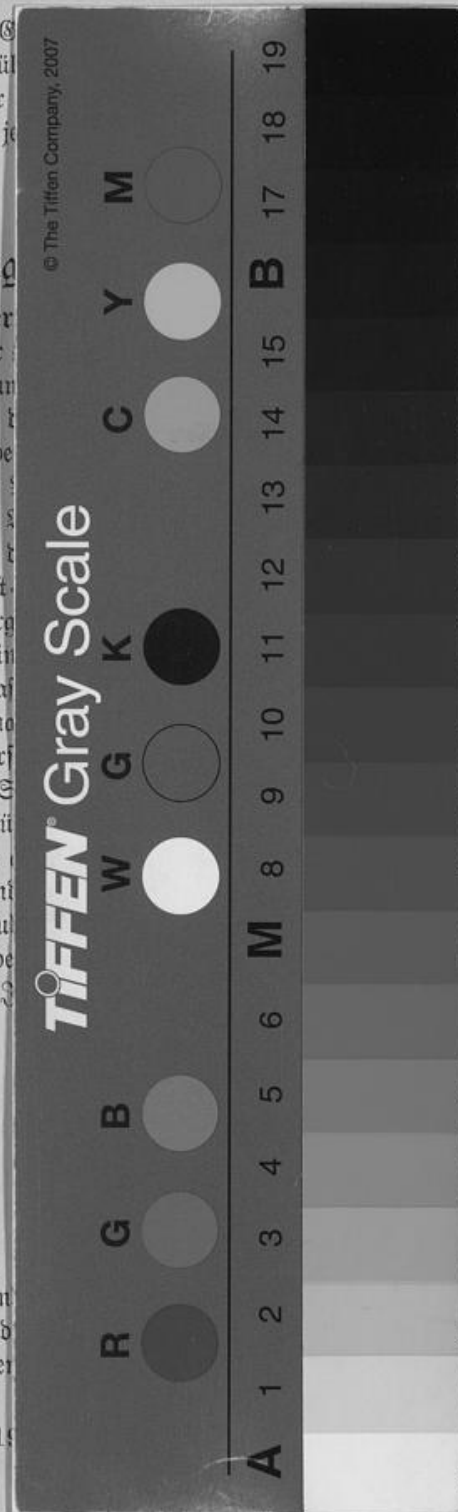 © The Tiffen Company, 2007
TIFFEN® Gray Scale
R G B W G K C Y M
A 1 2 3 4 5 6 M 8 9 10 11 12 13 14 15 B 17 18 19